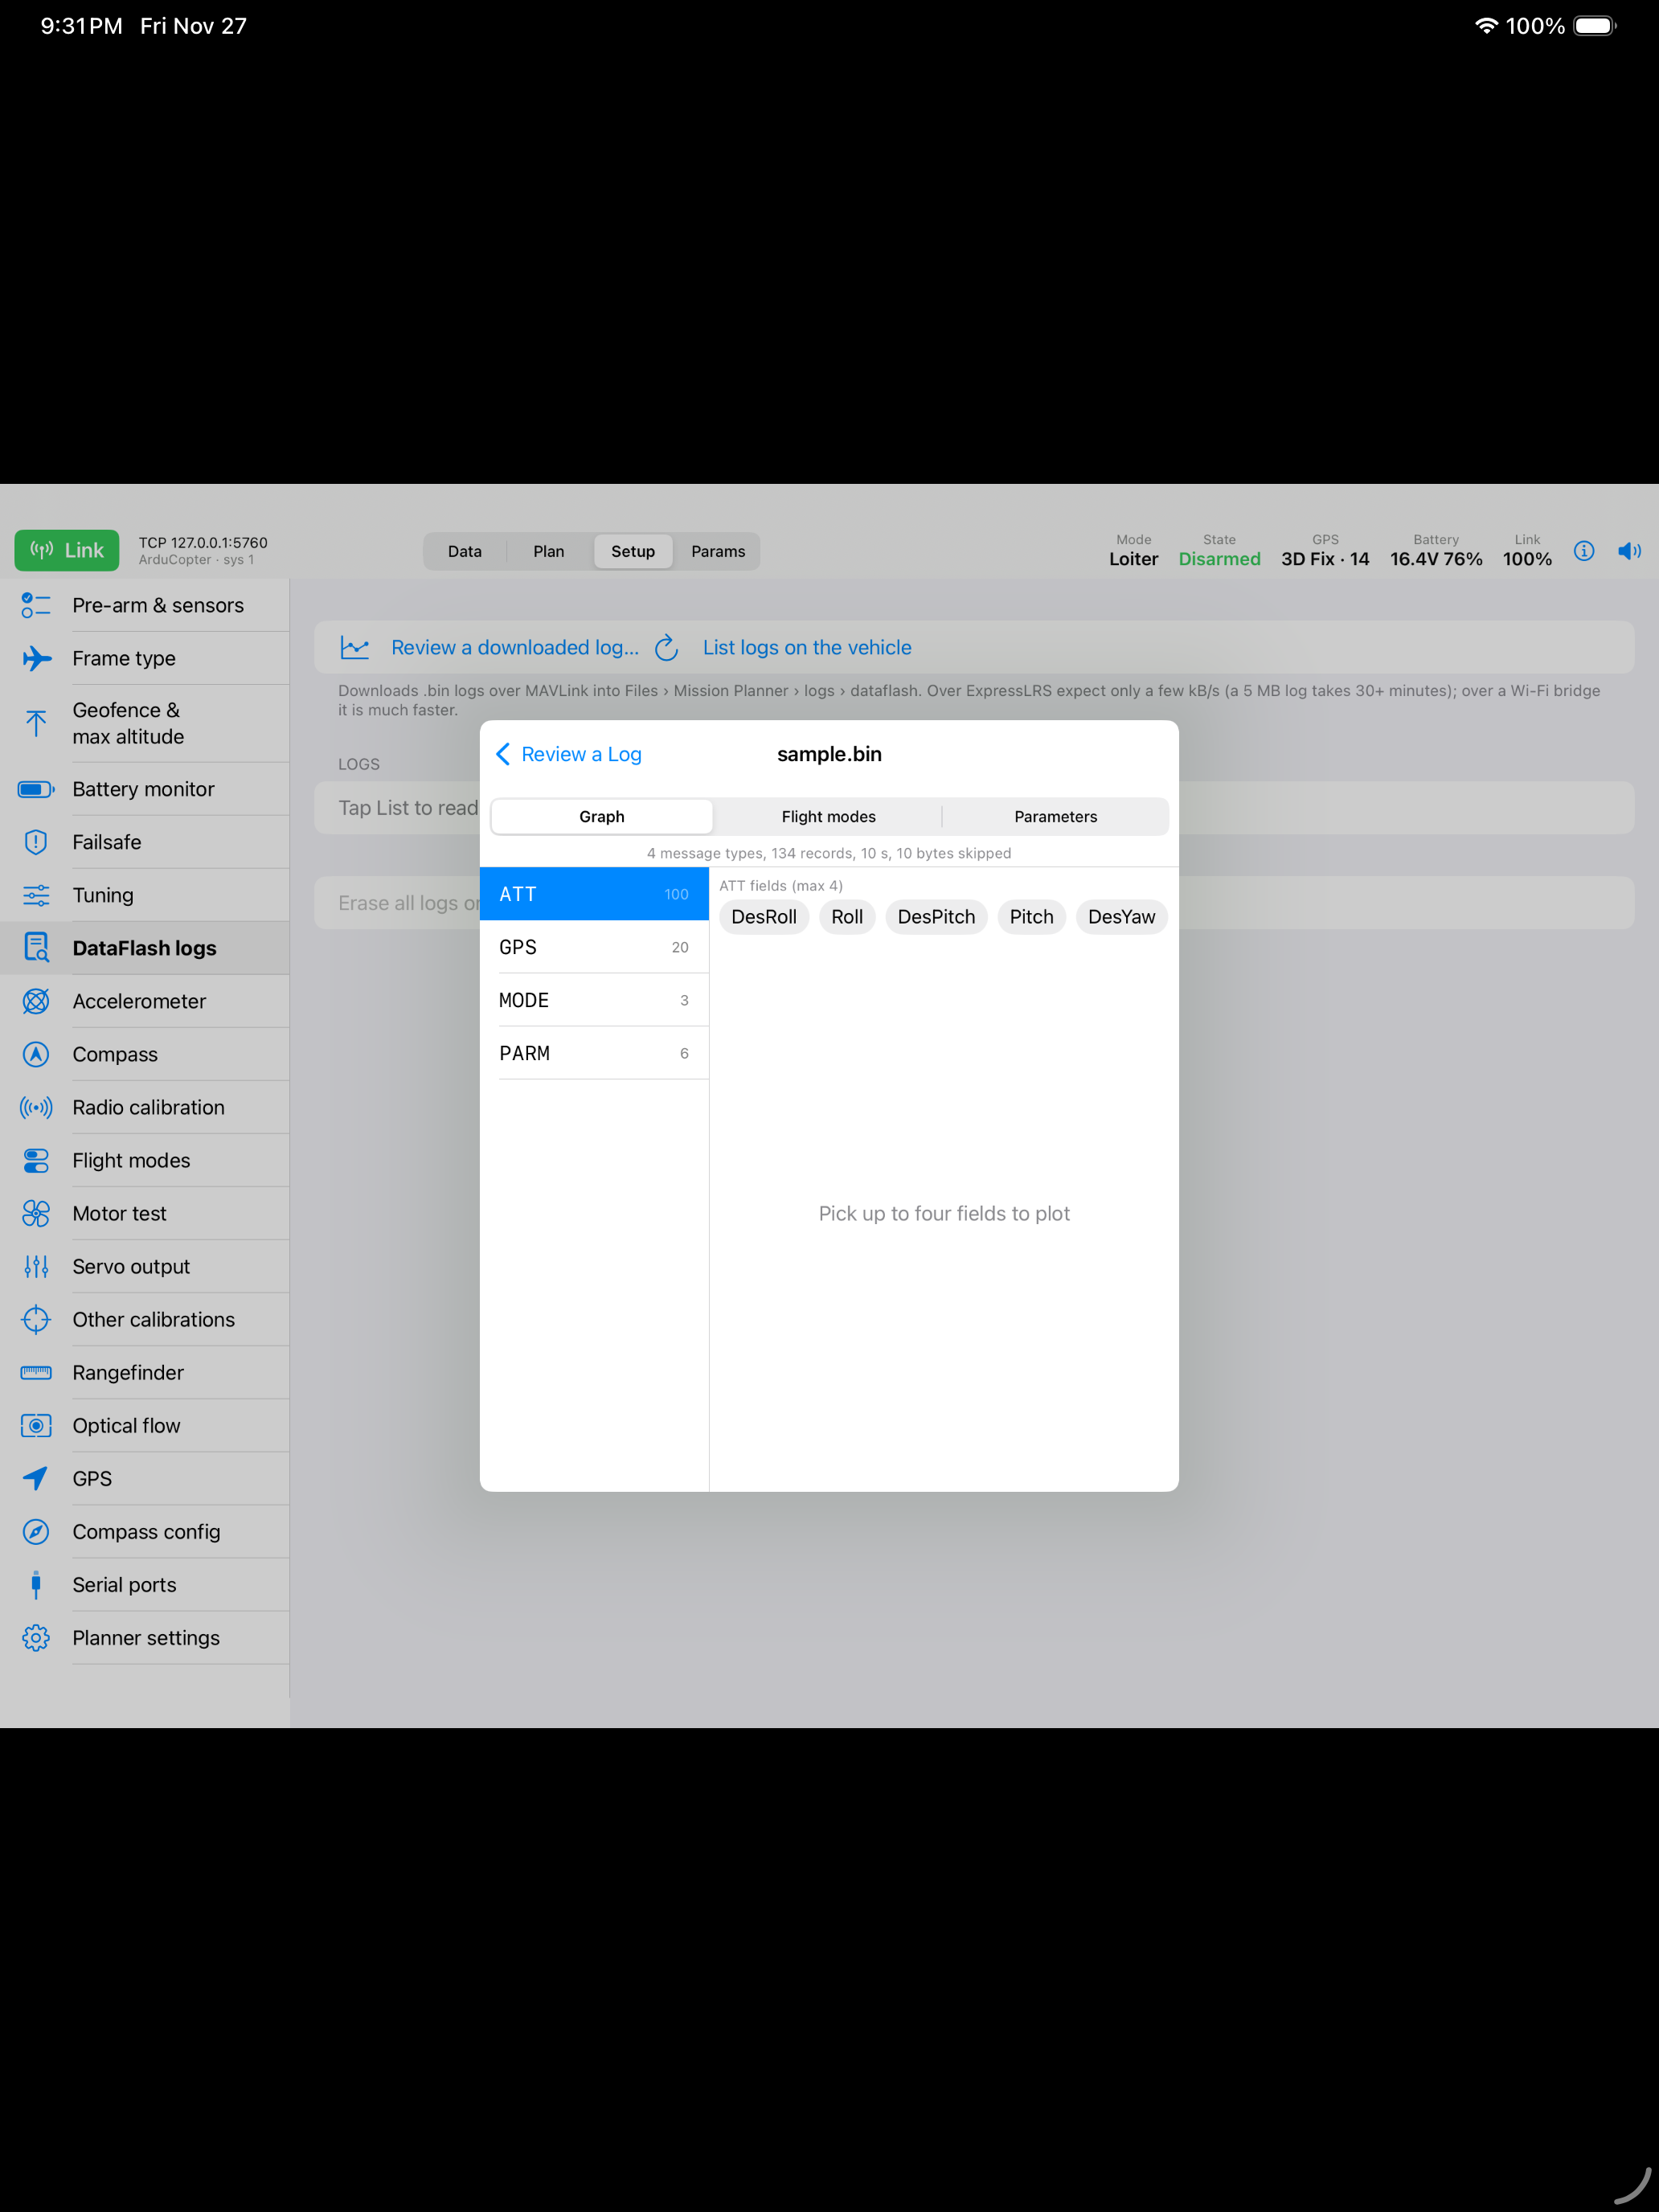 9:31 PM Fri Nov 27
100%
Link
TCP 127.0.0.1:5760
ArduCopter · sys 1
Data
Plan
Setup
Params
Mode
Loiter
State
Disarmed
GPS
3D Fix · 14
Battery
16.4V 76%
Link
100%
Pre-arm & sensors
Frame type
Geofence &
max altitude
Battery monitor
Failsafe
Tuning
DataFlash logs
Accelerometer
Compass
Radio calibration
Flight modes
Motor test
Servo output
Other calibrations
Rangefinder
Optical flow
GPS
Compass config
Serial ports
Planner settings
Review a downloaded log...
List logs on the vehicle
Downloads .bin logs over MAVLink into Files › Mission Planner › logs › dataflash. Over ExpressLRS expect only a few kB/s (a 5 MB log takes 30+ minutes); over a Wi-Fi bridge
it is much faster.
LOGS
Tap List to read
Erase all logs
Review a Log
sample.bin
Graph
Flight modes
Parameters
4 message types, 134 records, 10 s, 10 bytes skipped
ATT 100
GPS 20
MODE 3
PARM 6
ATT fields (max 4)
DesRoll
Roll
DesPitch
Pitch
DesYaw
Pick up to four fields to plot